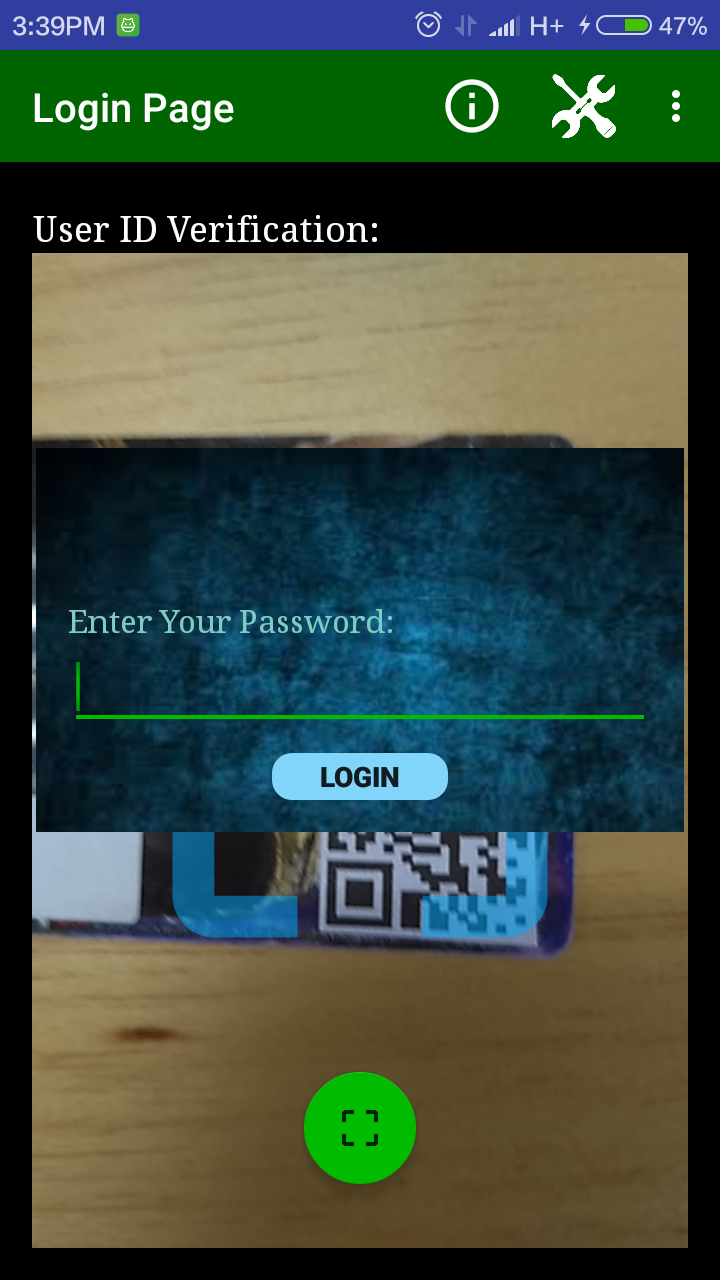 3:39PM H+ 47%
Login Page
User ID Verification:
Enter Your Password:
LOGIN